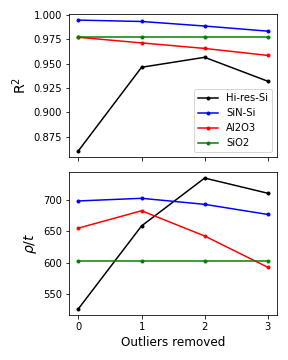 1.000
0.975
0.950
0.925
0.900
0.875
R²
Hi-res-Si
SiN-Si
Al2O3
SiO2
700
650
600
550
ρ/t
0
1
2
3
Outliers removed